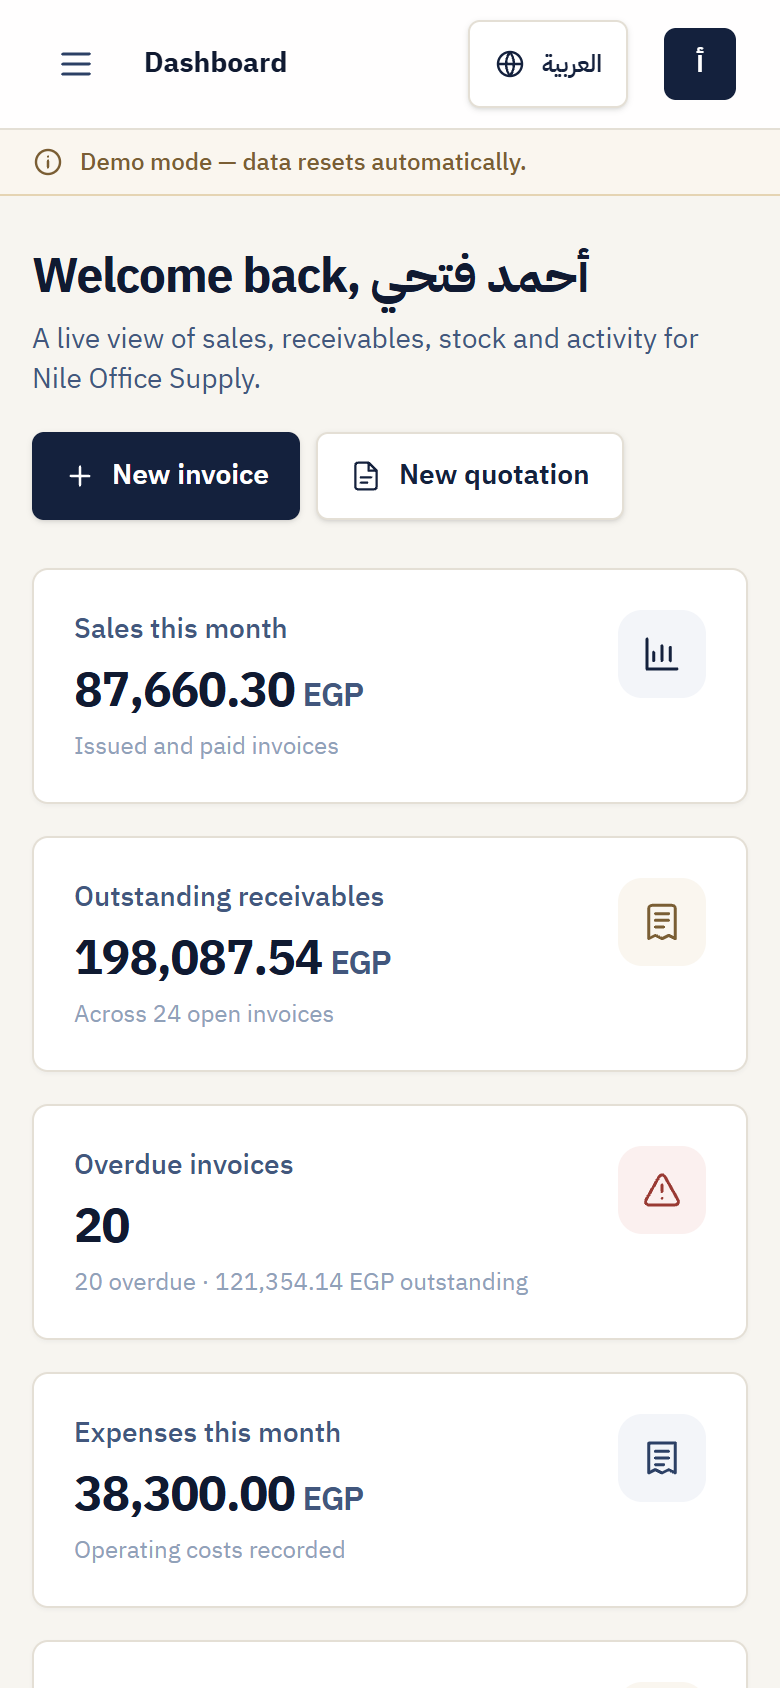 Dashboard
العربية
أ
Demo mode — data resets automatically.
Welcome back, أحمد فتحي
A live view of sales, receivables, stock and activity for
Nile Office Supply.
New invoice
New quotation
Sales this month
87,660.30 EGP
Issued and paid invoices
Outstanding receivables
198,087.54 EGP
Across 24 open invoices
Overdue invoices
20
20 overdue · 121,354.14 EGP outstanding
Expenses this month
38,300.00 EGP
Operating costs recorded